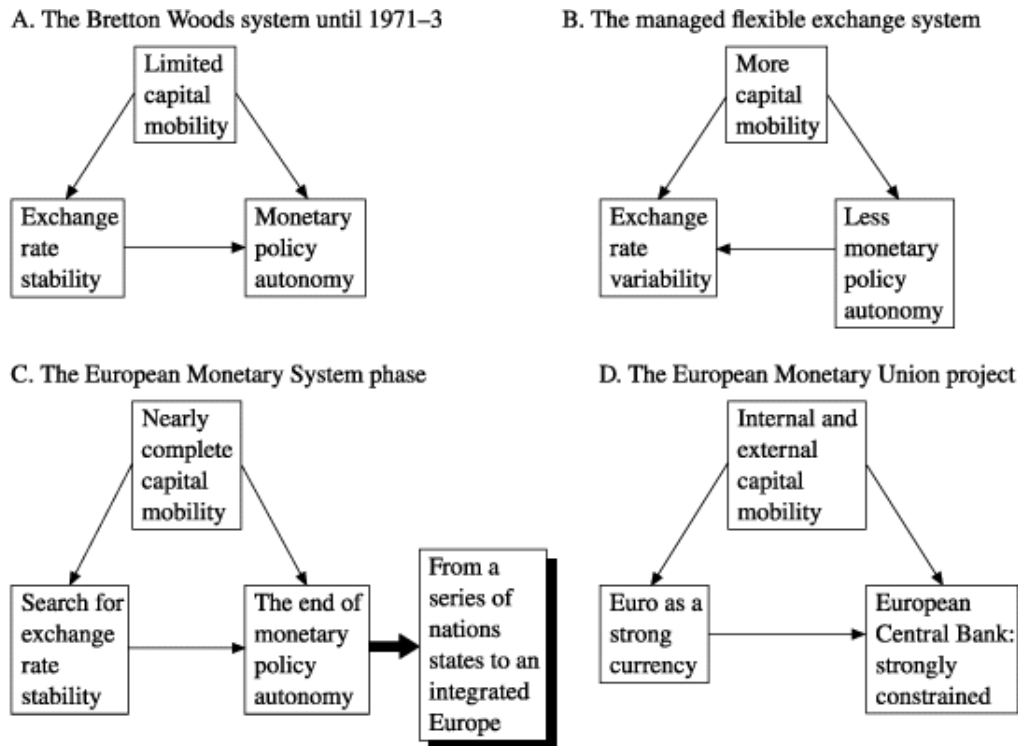 A. The Bretton Woods system until 1971–3
Limited
capital
mobility
Exchange
rate
stability
Monetary
policy
autonomy
B. The managed flexible exchange system
More
capital
mobility
Exchange
rate
variability
Less
monetary
policy
autonomy
C. The European Monetary System phase
Nearly
complete
capital
mobility
Search for
exchange
rate
stability
The end of
monetary
policy
autonomy
From a
series of
nations
states to an
integrated
Europe
D. The European Monetary Union project
Internal and
external
capital
mobility
Euro as a
strong
currency
European
Central Bank:
strongly
constrained